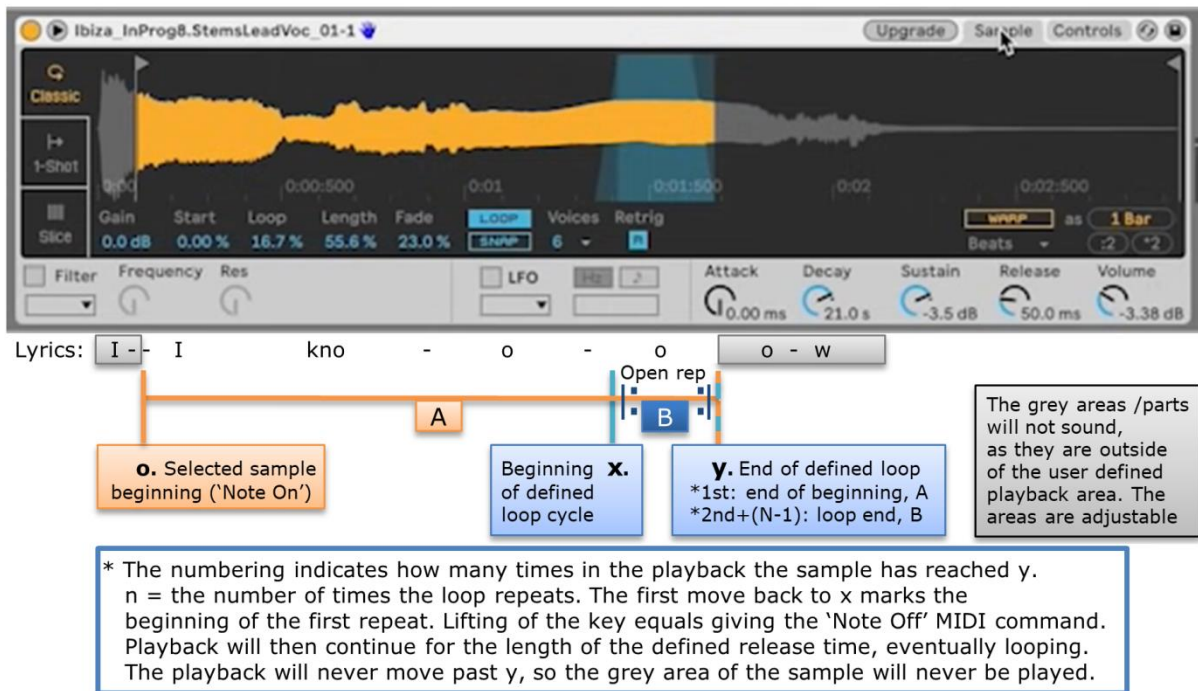 Ibiza_InProg8.StemsLeadVoc_01-1 Upgrade Sample Controls
Classic
1-Shot
Slice
0:00 0:00:500 0:01 0:01:500 0:02 0:02:500
Gain Start Loop Length Fade LOOP Voices Retrig WARP as 1 Bar
0.0 dB 0.00 % 16.7 % 55.6 % 23.0 % SNAP 6 R Beats :2 *2
Filter Frequency Res LFO Hz Attack Decay Sustain Release Volume
0.00 ms 21.0 s -3.5 dB 50.0 ms -3.38 dB
Lyrics: I - - I kno - o - o o - w
Open rep
A B
o. Selected sample
beginning ('Note On')
Beginning x.
of defined
loop cycle
y. End of defined loop
*1st: end of beginning, A
*2nd+(N-1): loop end, B
The grey areas /parts
will not sound,
as they are outside
of the user defined
playback area. The
areas are adjustable
* The numbering indicates how many times in the playback the sample has reached y.
n = the number of times the loop repeats. The first move back to x marks the
beginning of the first repeat. Lifting of the key equals giving the 'Note Off' MIDI command.
Playback will then continue for the length of the defined release time, eventually looping.
The playback will never move past y, so the grey area of the sample will never be played.